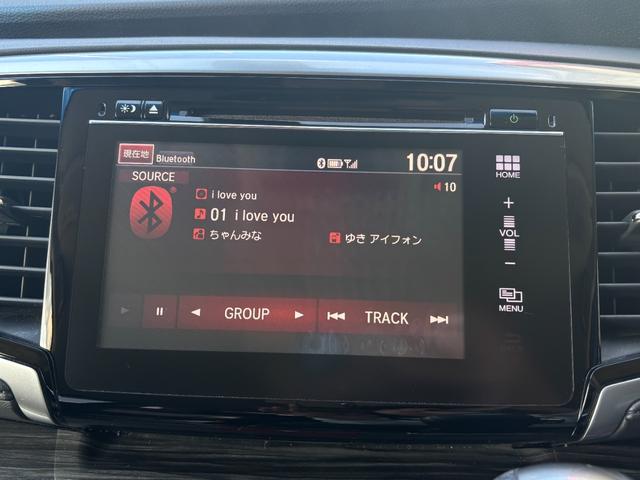 現在地 Bluetooth 10:07
SOURCE
i love you 10
HOME
01 i love you
ちゃんみな ゆき アイフォン
+
VOL
−
GROUP TRACK
MENU